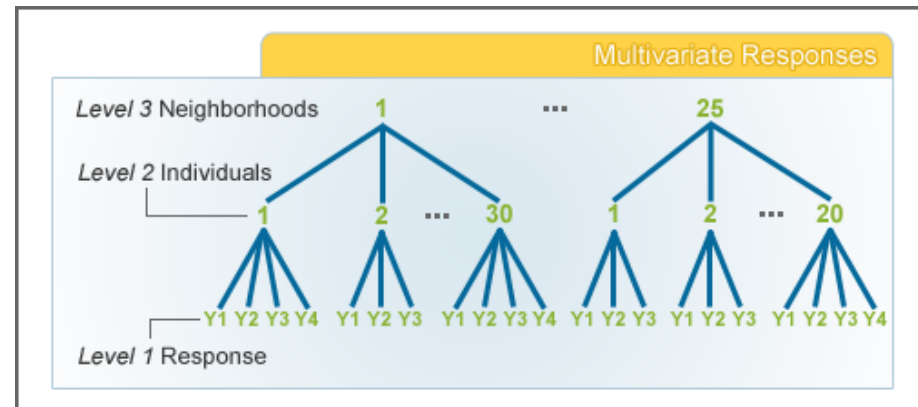 Multivariate Responses
Level 3 Neighborhoods 1 ... 25
Level 2 Individuals
1 2 ... 30 1 2 ... 20
Y1 Y2 Y3 Y4 Y1 Y2 Y3 Y1 Y2 Y3 Y4 Y1 Y2 Y3 Y1 Y2 Y3 Y1 Y2 Y3 Y4
Level 1 Response